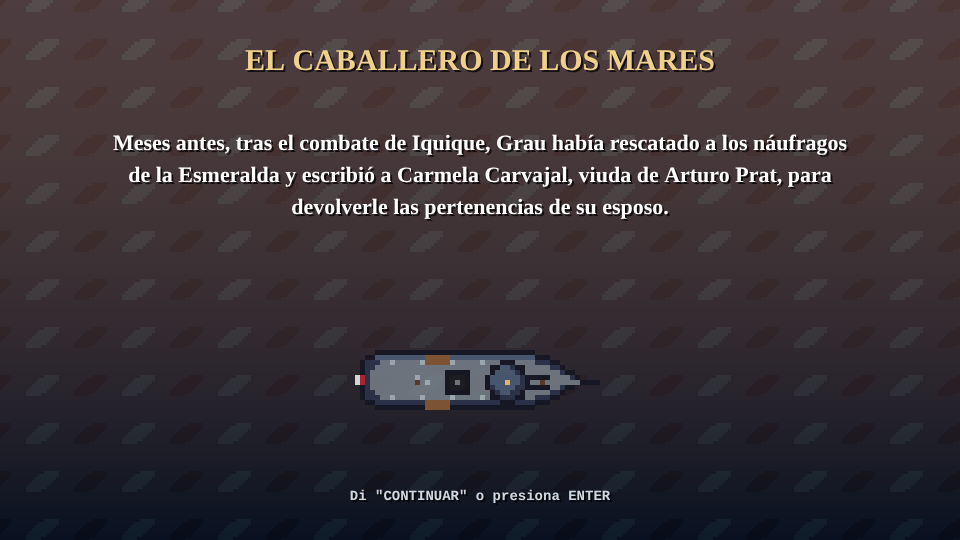 EL CABALLERO DE LOS MARES
Meses antes, tras el combate de Iquique, Grau había rescatado a los náufragos
de la Esmeralda y escribió a Carmela Carvajal, viuda de Arturo Prat, para
devolverle las pertenencias de su esposo.
Di "CONTINUAR" o presiona ENTER